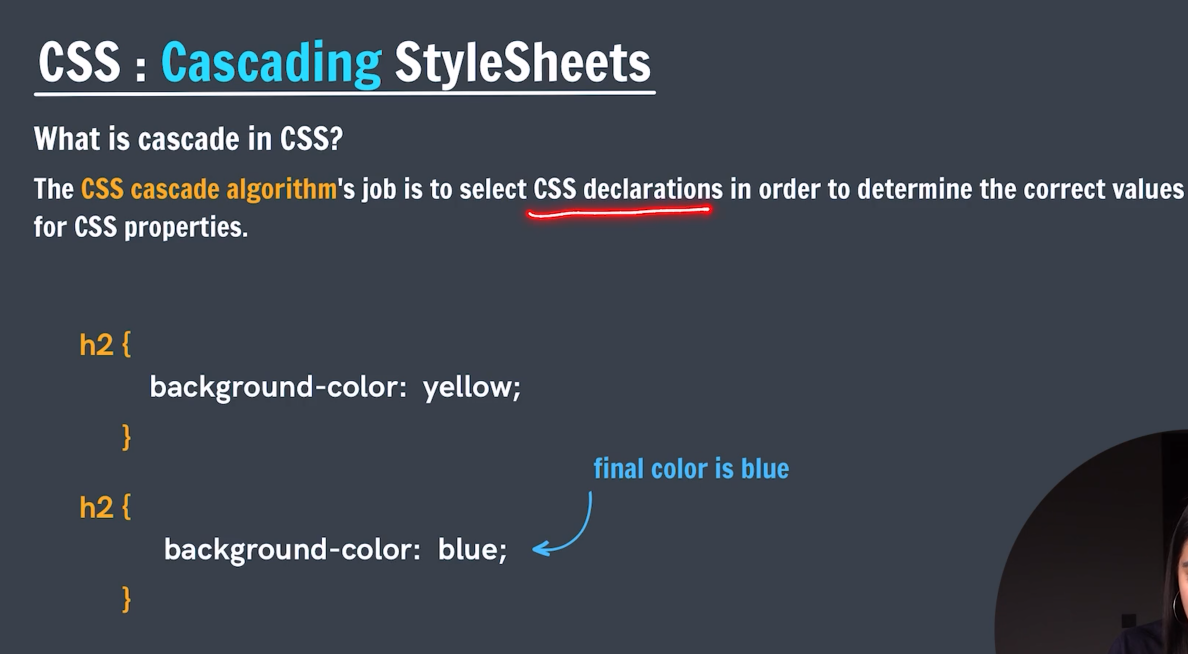 CSS : Cascading StyleSheets
What is cascade in CSS?
The CSS cascade algorithm's job is to select CSS declarations in order to determine the correct values
for CSS properties.
h2 {
background-color: yellow;
}
final color is blue
h2 {
background-color: blue;
}